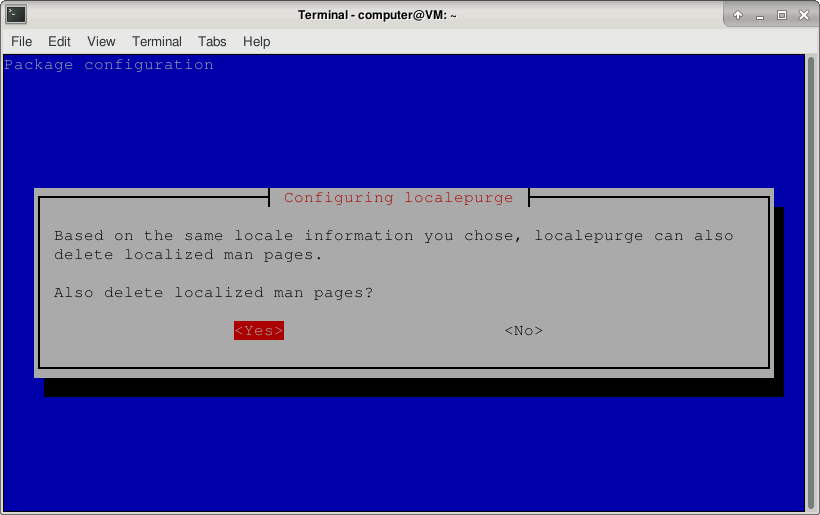 Terminal - computer@VM: ~
File Edit View Terminal Tabs Help
Package configuration
Configuring localepurge
Based on the same locale information you chose, localepurge can also
delete localized man pages.
Also delete localized man pages?
<Yes> <No>